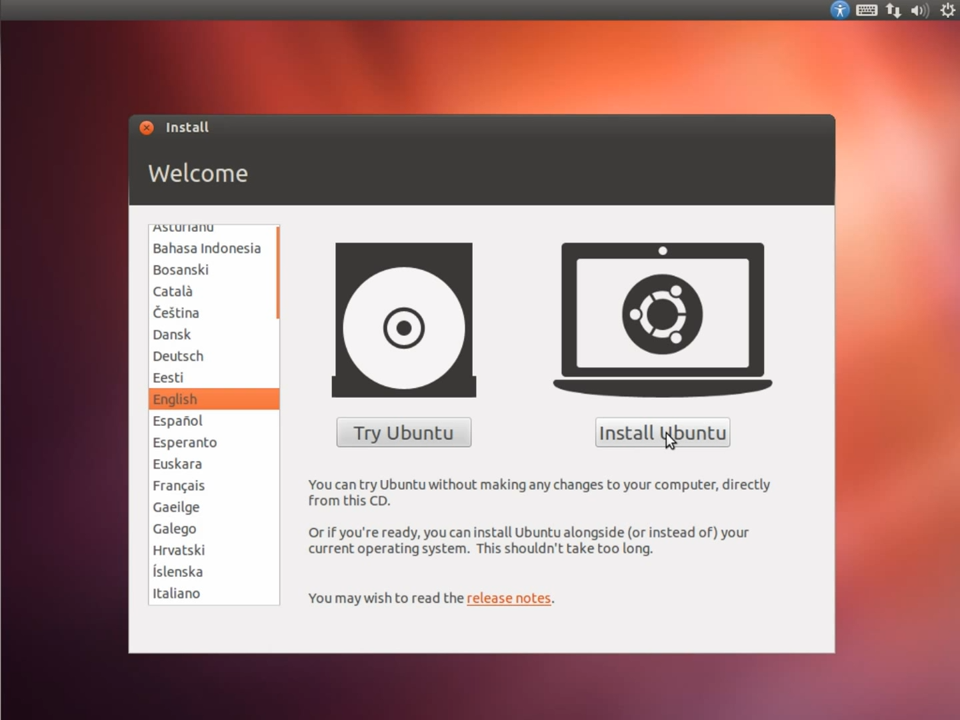 Install
Welcome
Asturianu
Bahasa Indonesia
Bosanski
Català
Čeština
Dansk
Deutsch
Eesti
English
Español
Esperanto
Euskara
Français
Gaeilge
Galego
Hrvatski
Íslenska
Italiano
Try Ubuntu
Install Ubuntu
You can try Ubuntu without making any changes to your computer, directly
from this CD.
Or if you're ready, you can install Ubuntu alongside (or instead of) your
current operating system. This shouldn't take too long.
You may wish to read the release notes.